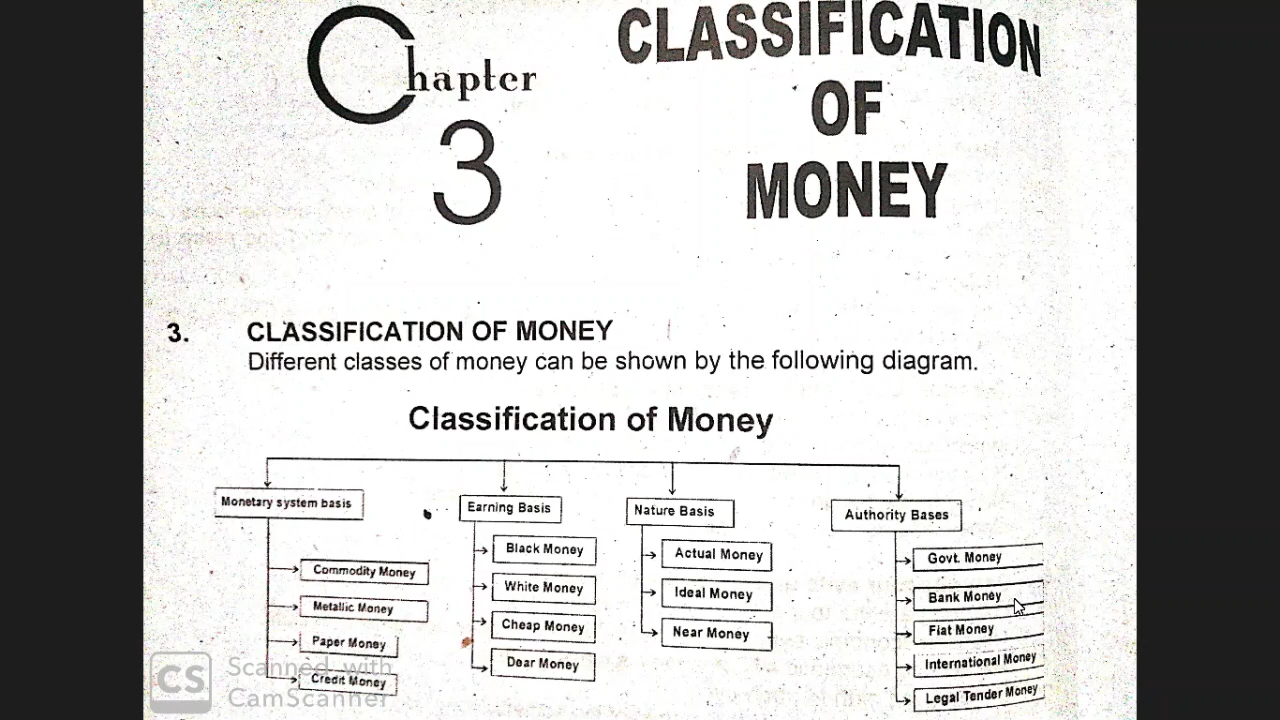 Chapter
3
CLASSIFICATION
OF
MONEY
3. CLASSIFICATION OF MONEY
Different classes of money can be shown by the following diagram.
Classification of Money
Monetary system basis
Commodity Money
Metallic Money
Paper Money
Credit Money
Earning Basis
Black Money
White Money
Cheap Money
Dear Money
Nature Basis
Actual Money
Ideal Money
Near Money
Authority Bases
Govt. Money
Bank Money
Fiat Money
International Money
Legal Tender Money
CS
Scanned with
CamScanner